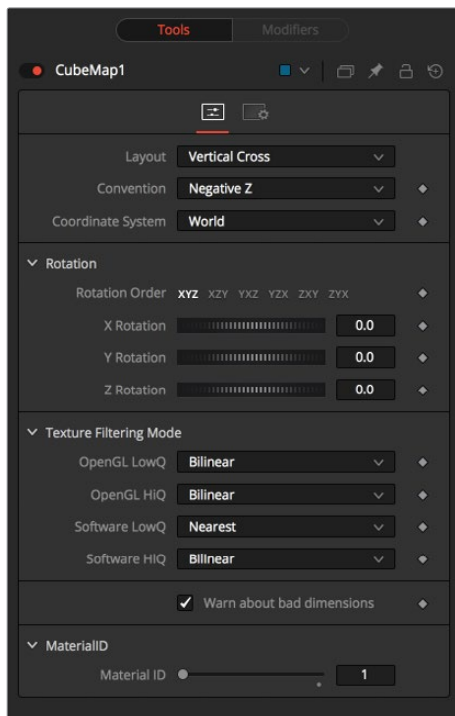 Tools Modifiers
CubeMap1
Layout Vertical Cross
Convention Negative Z
Coordinate System World
Rotation
Rotation Order XYZ XZY YXZ YZX ZXY ZYX
X Rotation 0.0
Y Rotation 0.0
Z Rotation 0.0
Texture Filtering Mode
OpenGL LowQ Bilinear
OpenGL HiQ Bilinear
Software LowQ Nearest
Software HiQ Bilinear
Warn about bad dimensions
MaterialID
Material ID 1